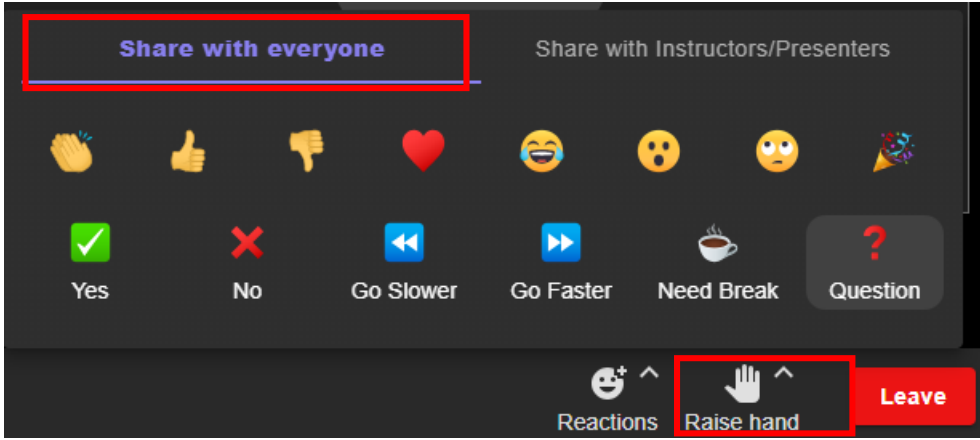 Share with everyone Share with Instructors/Presenters
Yes No Go Slower Go Faster Need Break Question
Reactions Raise hand Leave